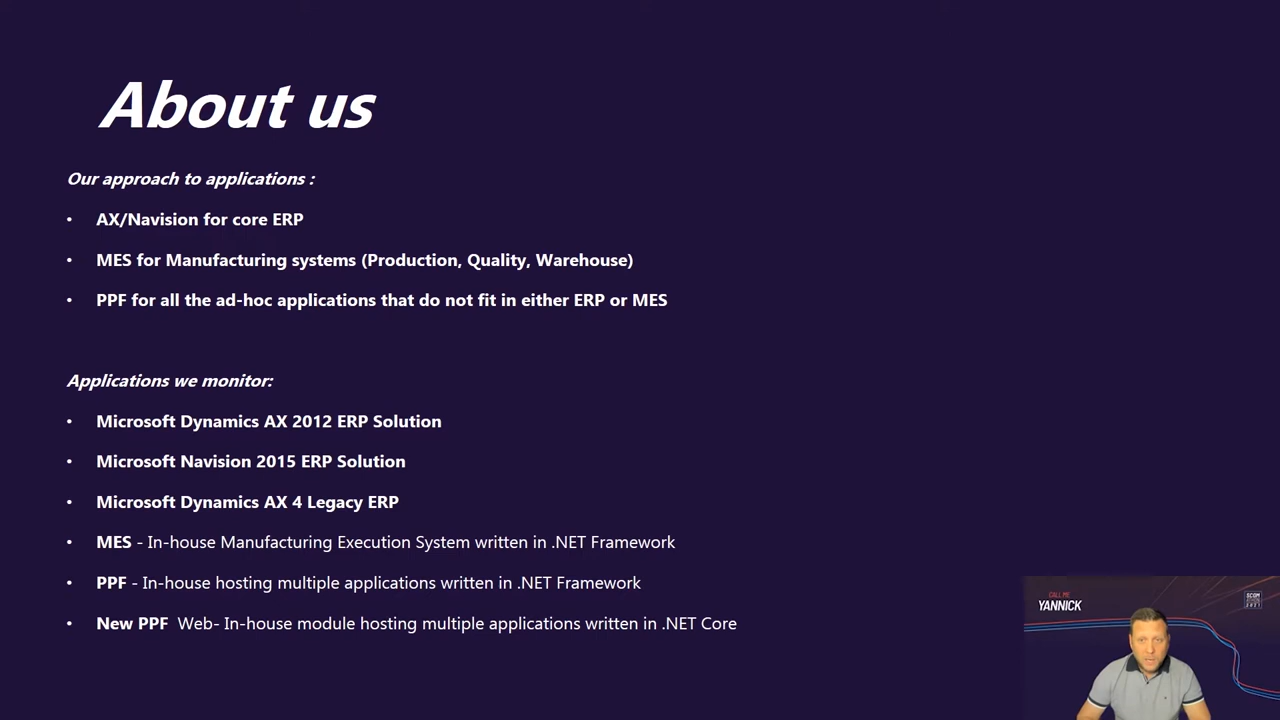 About us
Our approach to applications :
• AX/Navision for core ERP
• MES for Manufacturing systems (Production, Quality, Warehouse)
• PPF for all the ad-hoc applications that do not fit in either ERP or MES
Applications we monitor:
• Microsoft Dynamics AX 2012 ERP Solution
• Microsoft Navision 2015 ERP Solution
• Microsoft Dynamics AX 4 Legacy ERP
• MES - In-house Manufacturing Execution System written in .NET Framework
• PPF - In-house hosting multiple applications written in .NET Framework
• New PPF Web- In-house module hosting multiple applications written in .NET Core
CALL ME
YANNICK
SCOM
2021